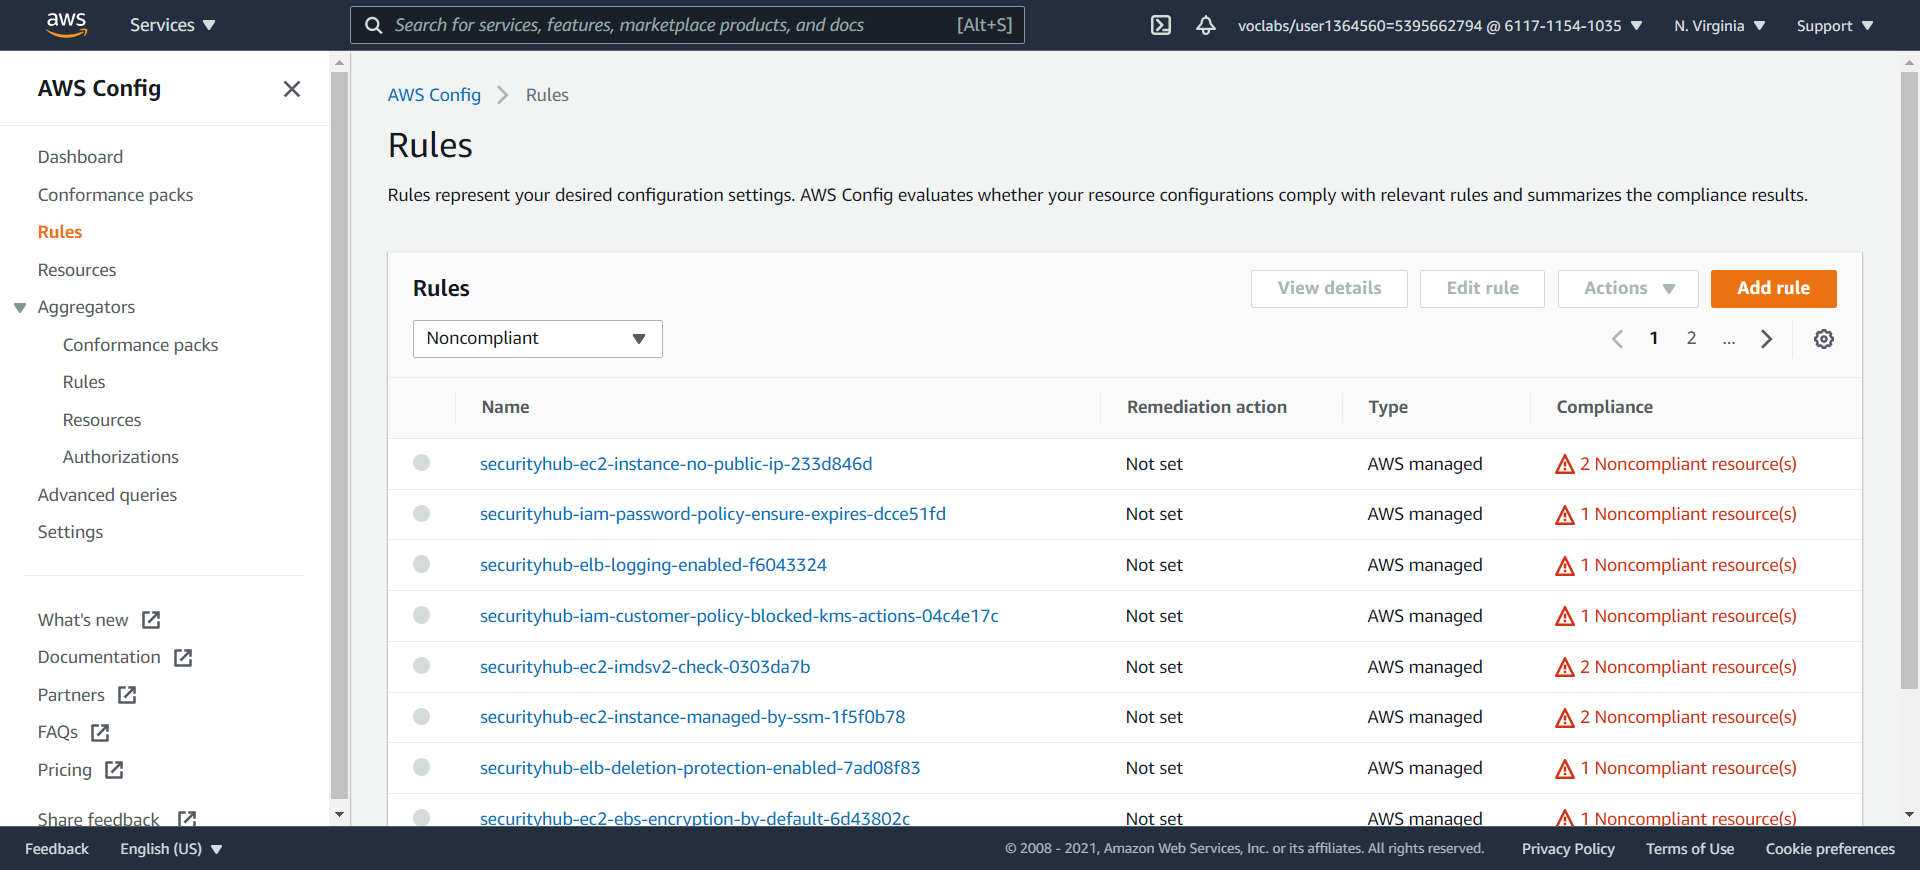 aws
Services
Search for services, features, marketplace products, and docs [Alt+S]
voclabs/user1364560=5395662794 @ 6117-1154-1035
N. Virginia
Support
AWS Config
Dashboard
Conformance packs
Rules
Resources
Aggregators
Conformance packs
Rules
Resources
Authorizations
Advanced queries
Settings
What's new
Documentation
Partners
FAQs
Pricing
Share feedback
AWS Config > Rules
Rules
Rules represent your desired configuration settings. AWS Config evaluates whether your resource configurations comply with relevant rules and summarizes the compliance results.
Rules
View details Edit rule Actions Add rule
Noncompliant
1 2 ...
Name Remediation action Type Compliance
securityhub-ec2-instance-no-public-ip-233d846d Not set AWS managed 2 Noncompliant resource(s)
securityhub-iam-password-policy-ensure-expires-dcce51fd Not set AWS managed 1 Noncompliant resource(s)
securityhub-elb-logging-enabled-f6043324 Not set AWS managed 1 Noncompliant resource(s)
securityhub-iam-customer-policy-blocked-kms-actions-04c4e17c Not set AWS managed 1 Noncompliant resource(s)
securityhub-ec2-imdsv2-check-0303da7b Not set AWS managed 2 Noncompliant resource(s)
securityhub-ec2-instance-managed-by-ssm-1f5f0b78 Not set AWS managed 2 Noncompliant resource(s)
securityhub-elb-deletion-protection-enabled-7ad08f83 Not set AWS managed 1 Noncompliant resource(s)
securityhub-ec2-ebs-encryption-by-default-6d43802c Not set AWS managed 1 Noncompliant resource(s)
Feedback English (US) © 2008 - 2021, Amazon Web Services, Inc. or its affiliates. All rights reserved. Privacy Policy Terms of Use Cookie preferences